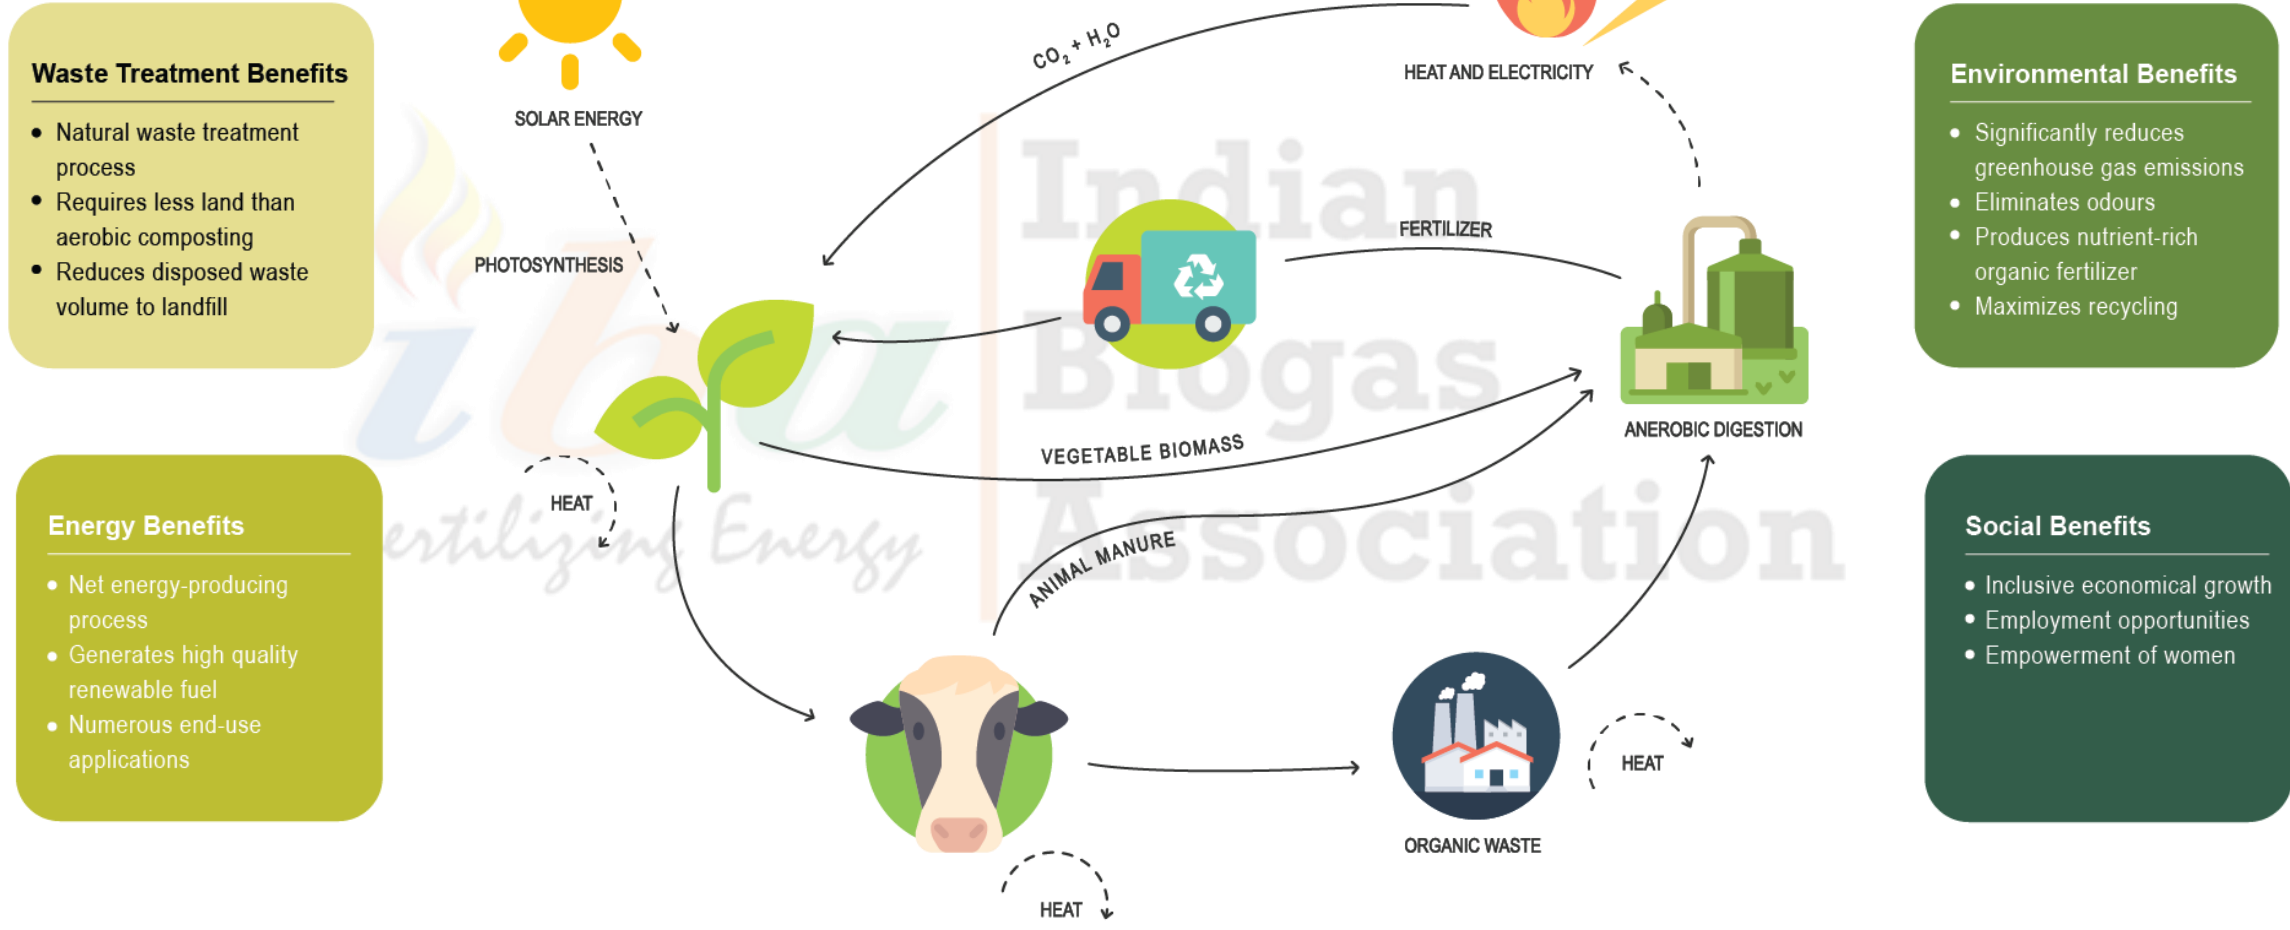 Waste Treatment Benefits
Natural waste treatment
process
Requires less land than
aerobic composting
Reduces disposed waste
volume to landfill
Energy Benefits
Net energy-producing
process
Generates high quality
renewable fuel
Numerous end-use
applications
SOLAR ENERGY
PHOTOSYNTHESIS
HEAT
CO₂ + H₂O
HEAT AND ELECTRICITY
FERTILIZER
VEGETABLE BIOMASS
ANIMAL MANURE
ANEROBIC DIGESTION
ORGANIC WASTE
HEAT
HEAT
iba
Fertilizing Energy
Indian
Biogas
Association
Environmental Benefits
Significantly reduces
greenhouse gas emissions
Eliminates odours
Produces nutrient-rich
organic fertilizer
Maximizes recycling
Social Benefits
Inclusive economical growth
Employment opportunities
Empowerment of women